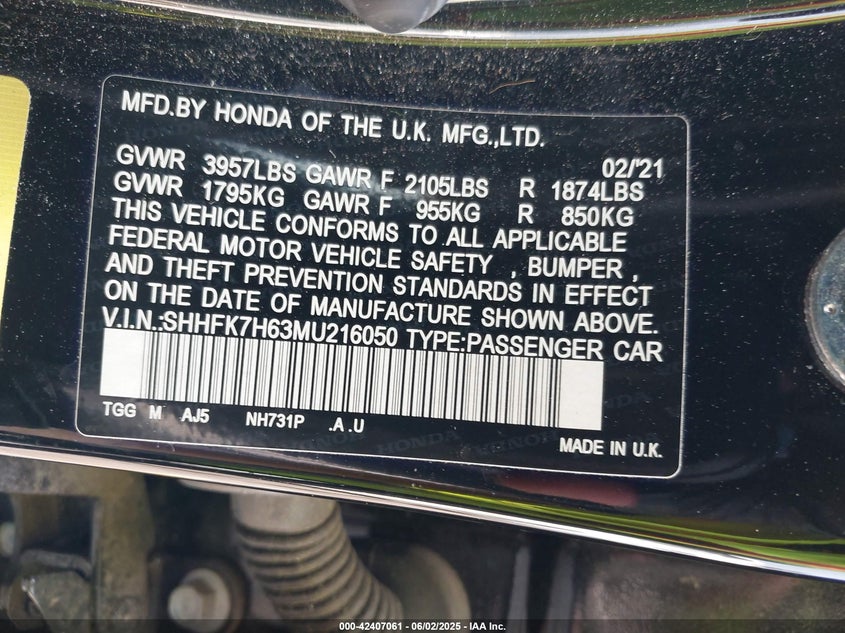 MFD.BY HONDA OF THE U.K. MFG.,LTD.
02/'21
GVWR 3957LBS GAWR F 2105LBS R 1874LBS
GVWR 1795KG GAWR F 955KG R 850KG
THIS VEHICLE CONFORMS TO ALL APPLICABLE
FEDERAL MOTOR VEHICLE SAFETY , BUMPER ,
AND THEFT PREVENTION STANDARDS IN EFFECT
ON THE DATE OF MANUFACTURE SHOWN ABOVE.
V.I.N.:SHHFK7H63MU216050 TYPE:PASSENGER CAR
TGG M AJ5 NH731P .A .U
MADE IN U.K.
000-42407061 | 06/02/2025 | IAA Inc.